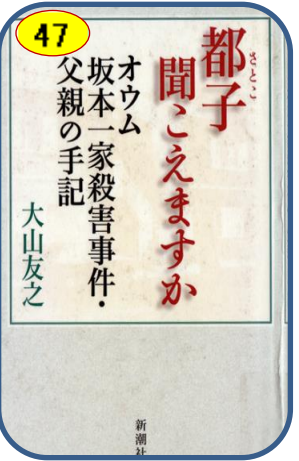 47
都子
さとこ
聞こえますか
オウム
坂本一家殺害事件・
父親の手記
大山友之
新潮社